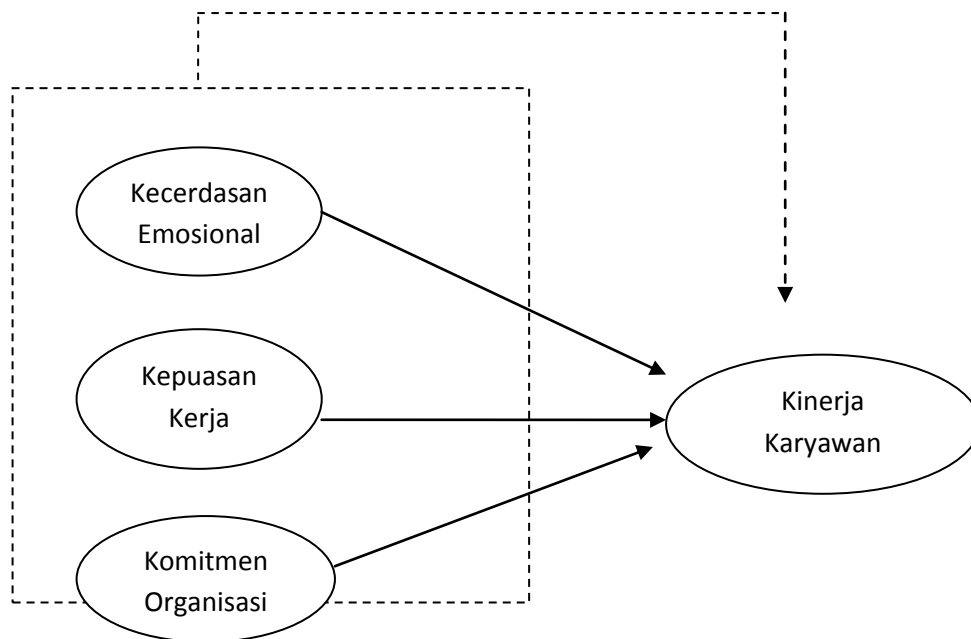 Kecerdasan
Emosional
Kepuasan
Kerja
Kinerja
Karyawan
Komitmen
Organisasi